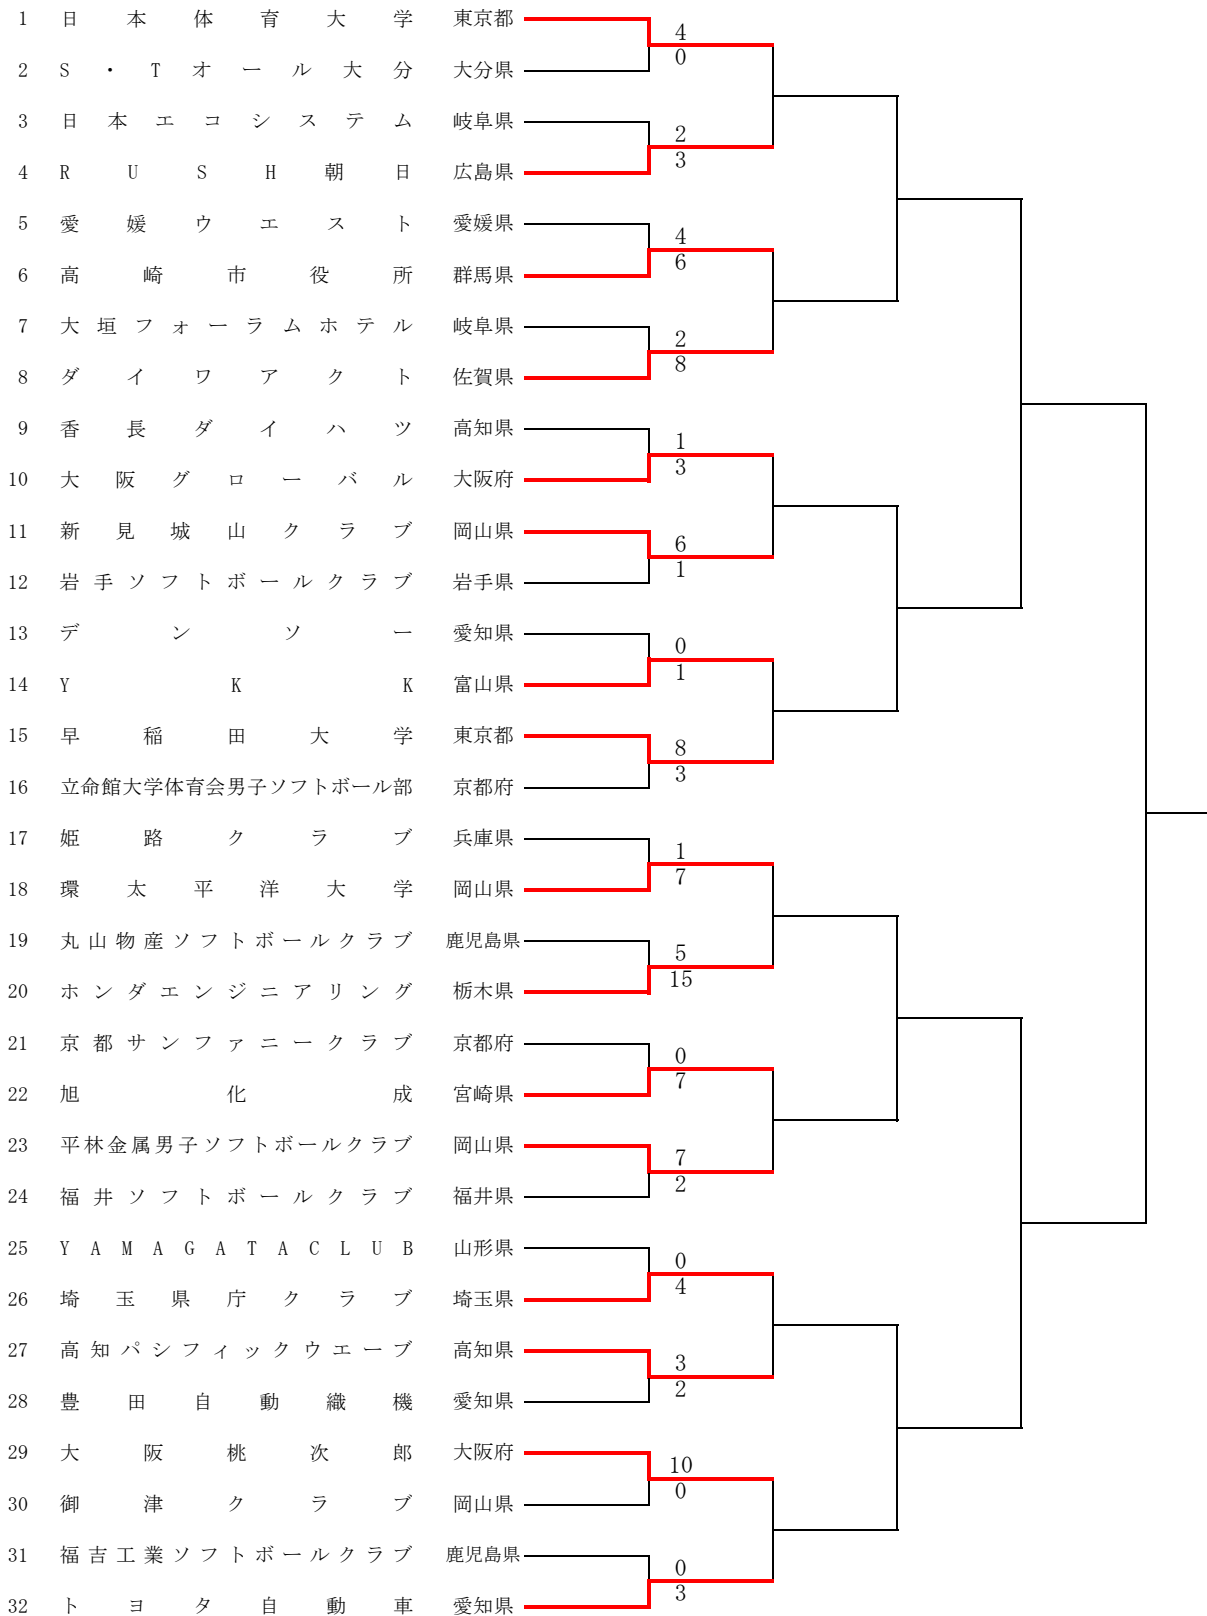 1 日本体育大学 東京都
4
0
2 S・Tオール大分 大分県
3 日本エコシステム 岐阜県
2
3
4 RUSH朝日 広島県
5 愛媛ウエスト 愛媛県
4
6
6 高崎市役所 群馬県
7 大垣フォーラムホテル 岐阜県
2
8
8 ダイワアクト 佐賀県
9 香長ダイハツ 高知県
1
3
10 大阪グローバル 大阪府
11 新見城山クラブ 岡山県
6
1
12 岩手ソフトボールクラブ 岩手県
13 デンソー 愛知県
0
1
14 YKK 富山県
15 早稲田大学 東京都
8
3
16 立命館大学体育会男子ソフトボール部 京都府
17 姫路クラブ 兵庫県
1
7
18 環太平洋大学 岡山県
19 丸山物産ソフトボールクラブ 鹿児島県
5
15
20 ホンダエンジニアリング 栃木県
21 京都サンファニークラブ 京都府
0
7
22 旭化成 宮崎県
23 平林金属男子ソフトボールクラブ 岡山県
7
2
24 福井ソフトボールクラブ 福井県
25 YAMAGATACLUB 山形県
0
4
26 埼玉県庁クラブ 埼玉県
27 高知パシフィックウエーブ 高知県
3
2
28 豊田自動織機 愛知県
29 大阪桃次郎 大阪府
10
0
30 御津クラブ 岡山県
31 福吉工業ソフトボールクラブ 鹿児島県
0
3
32 トヨタ自動車 愛知県